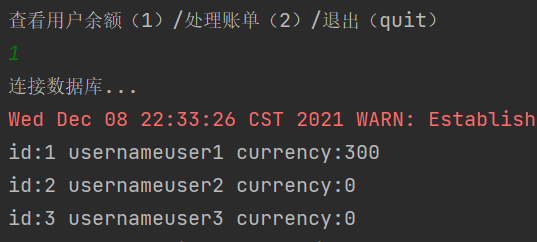 查看用户余额（1）/处理账单（2）/退出（quit）
1
连接数据库...
Wed Dec 08 22:33:26 CST 2021 WARN: Establish
id:1 usernameuser1 currency:300
id:2 usernameuser2 currency:0
id:3 usernameuser3 currency:0